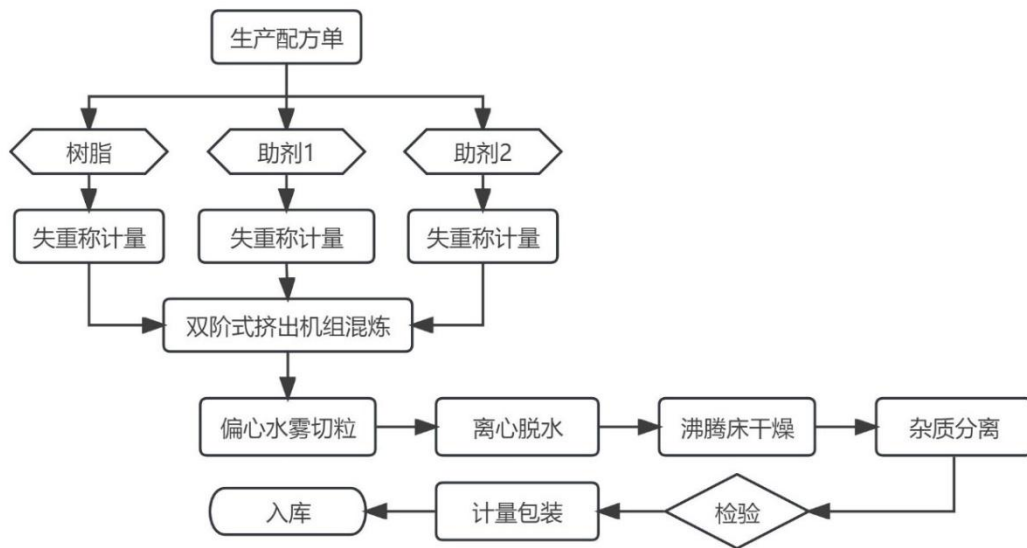 生产配方单
树脂
助剂1
助剂2
失重称计量
失重称计量
失重称计量
双阶式挤出机组混炼
偏心水雾切粒
离心脱水
沸腾床干燥
杂质分离
检验
计量包装
入库